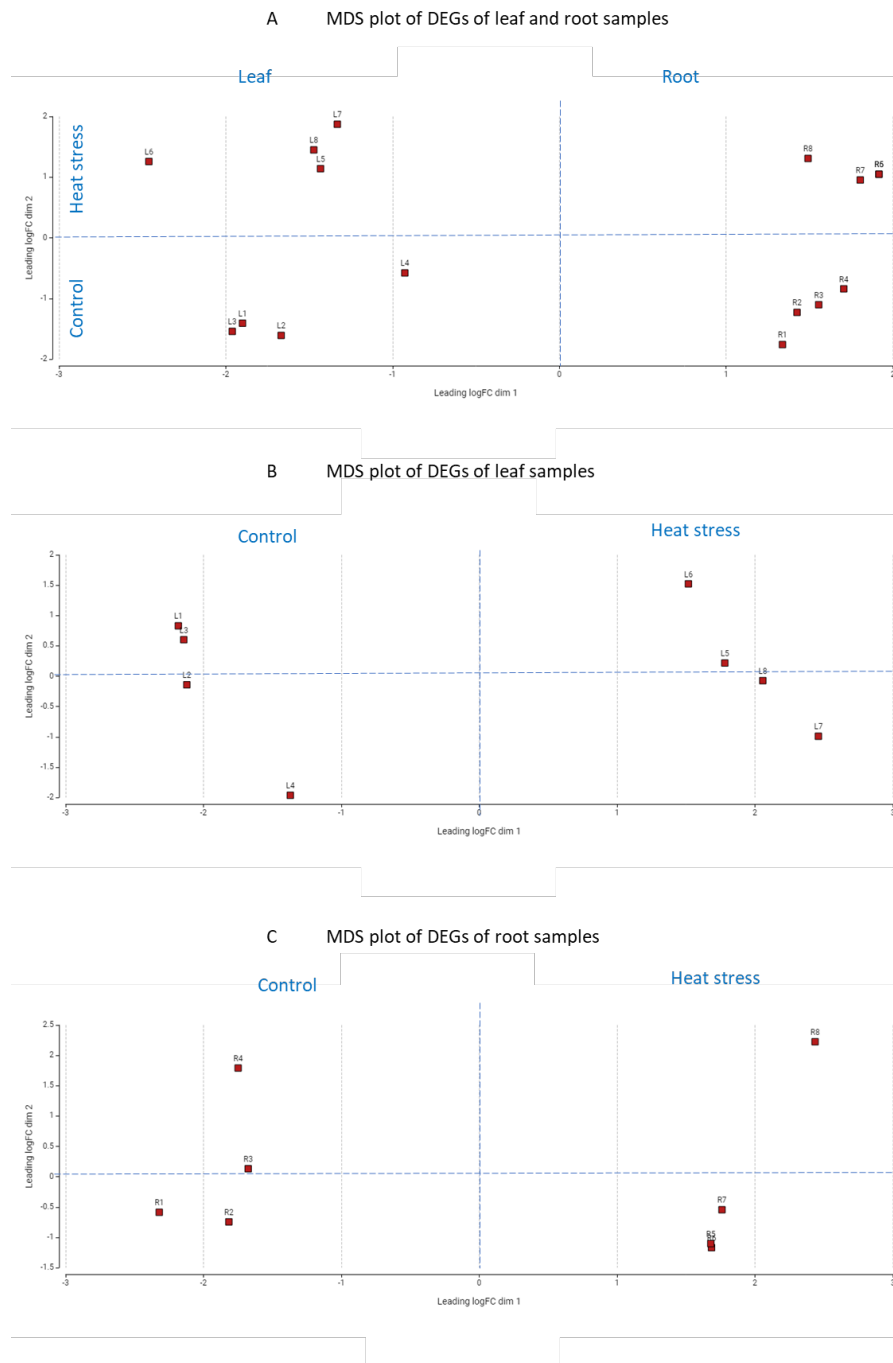 A MDS plot of DEGs of leaf and root samples
Leaf Root
Heat stress
Control
Leading logFC dim 2
2
1
0
-1
-2
L6
L8
L7
L5
L4
L3
L1
L2
R8
R7
R4
R3
R2
R1
-3 -2 -1 0 1 2
Leading logFC dim 1
B MDS plot of DEGs of leaf samples
Control Heat stress
Leading logFC dim 2
2
1.5
1
0.5
0
-0.5
-1
-1.5
-2
L1
L3
L2
L4
L6
L5
L8
L7
-3 -2 -1 0 1 2 3
Leading logFC dim 1
C MDS plot of DEGs of root samples
Control Heat stress
Leading logFC dim 2
2.5
2
1.5
1
0.5
0
-0.5
-1
-1.5
R4
R3
R1
R2
R8
R7
R5
-3 -2 -1 0 1 2 3
Leading logFC dim 1